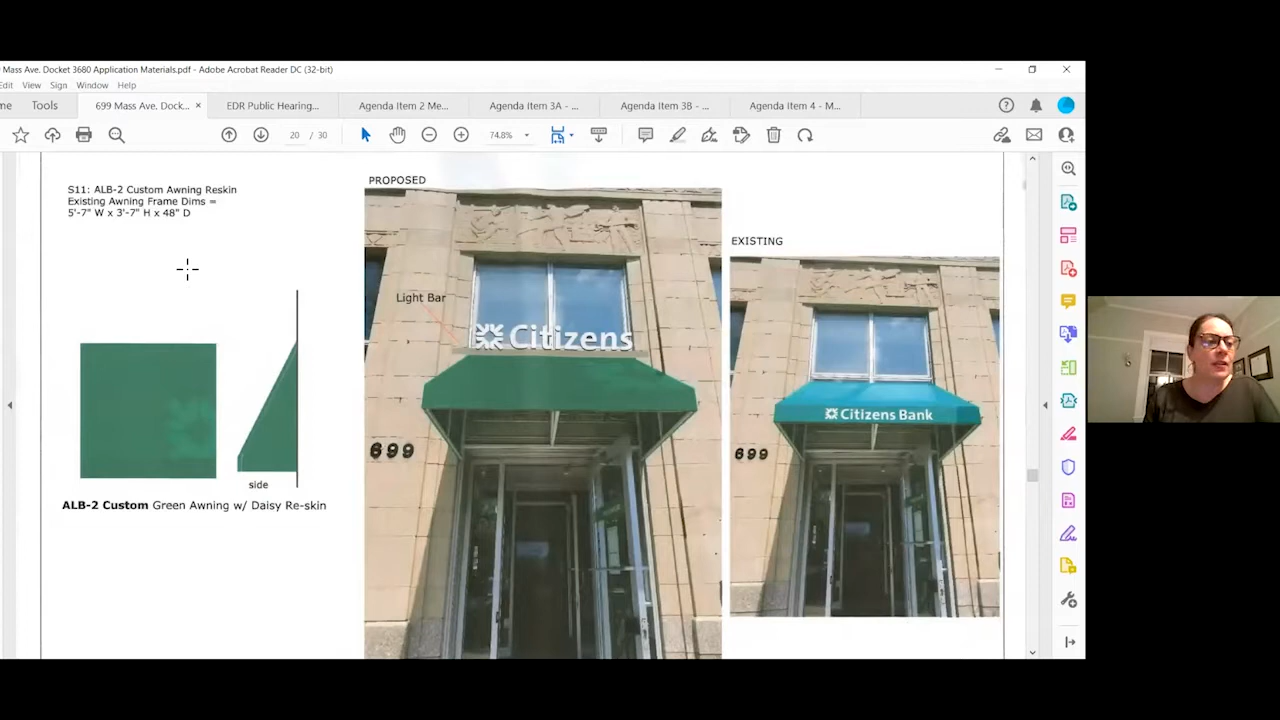 9 Mass Ave. Docket 3680 Application Materials.pdf - Adobe Acrobat Reader DC (32-bit)
Edit View Sign Window Help
me Tools 699 Mass Ave. Dock... × EDR Public Hearing... Agenda Item 2 Me... Agenda Item 3A - ... Agenda Item 3B - ... Agenda Item 4 - M...
20 / 30 74.8%
PROPOSED
S11: ALB-2 Custom Awning Reskin
Existing Awning Frame Dims =
5'-7" W x 3'-7" H x 48" D
EXISTING
Light Bar
Citizens
Citizens Bank
699
699
side
ALB-2 Custom Green Awning w/ Daisy Re-skin